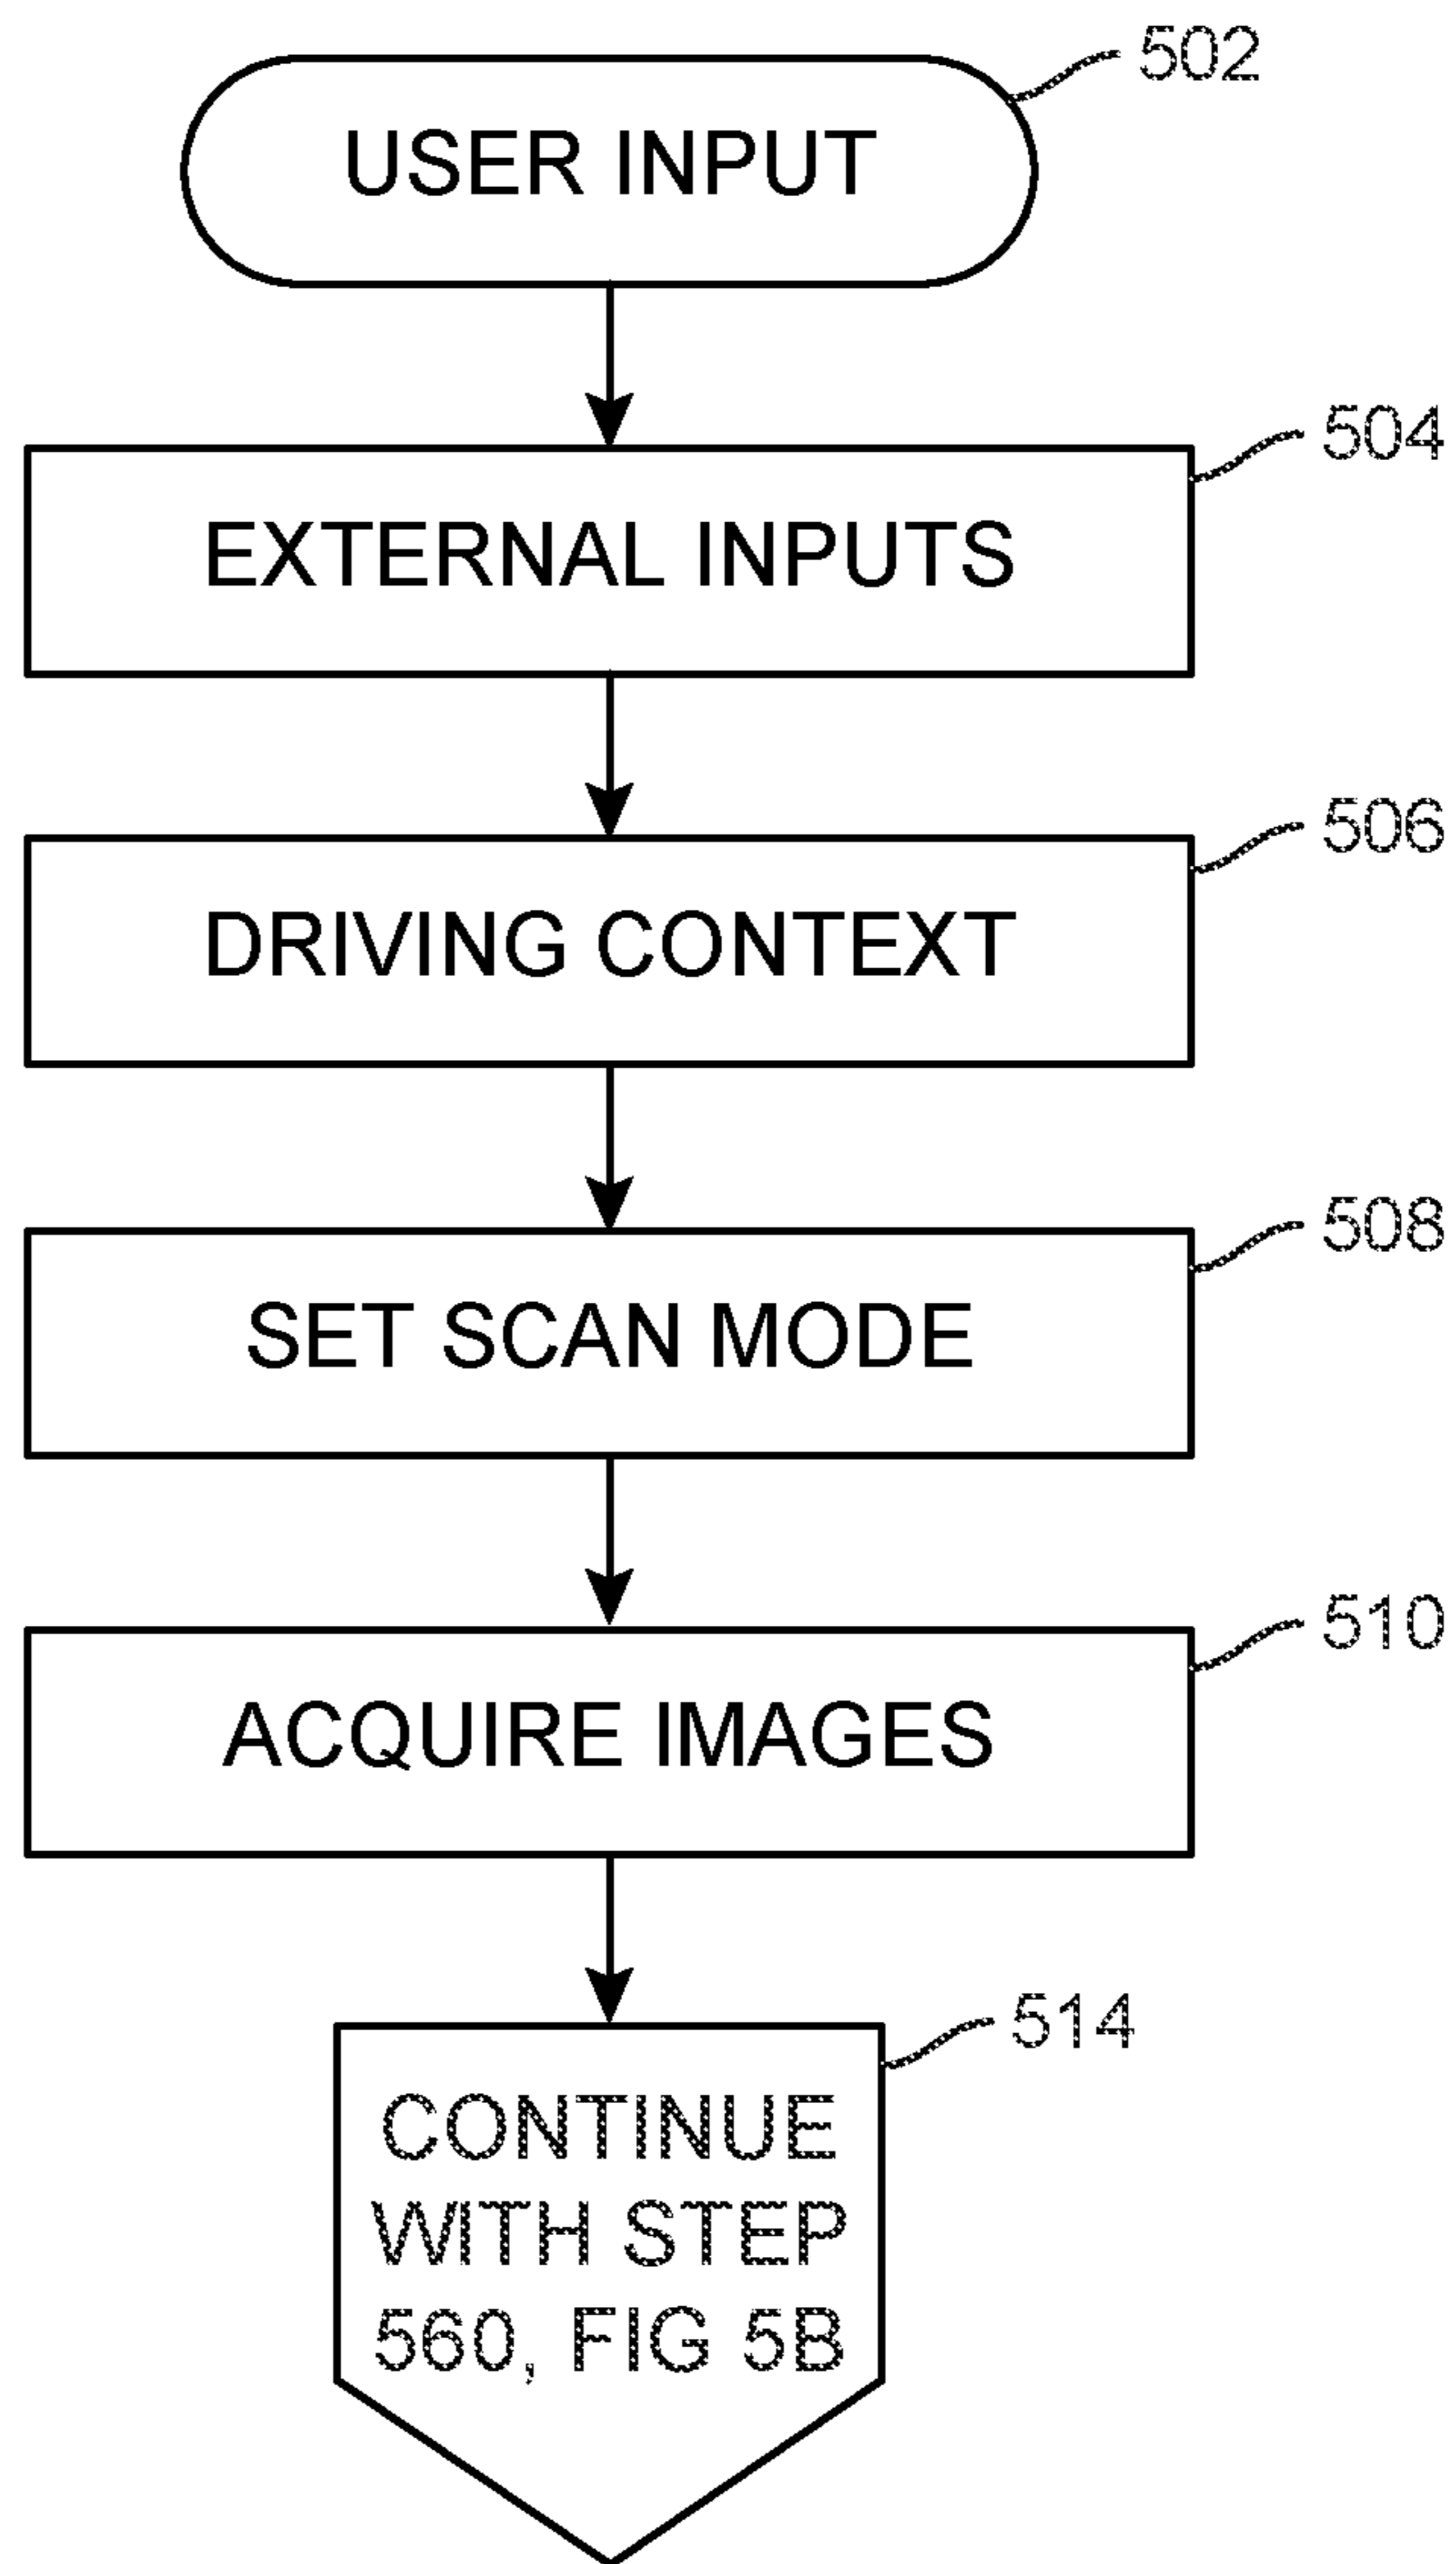 502
USER INPUT
504
EXTERNAL INPUTS
506
DRIVING CONTEXT
508
SET SCAN MODE
510
ACQUIRE IMAGES
514
CONTINUE
WITH STEP
560, FIG 5B